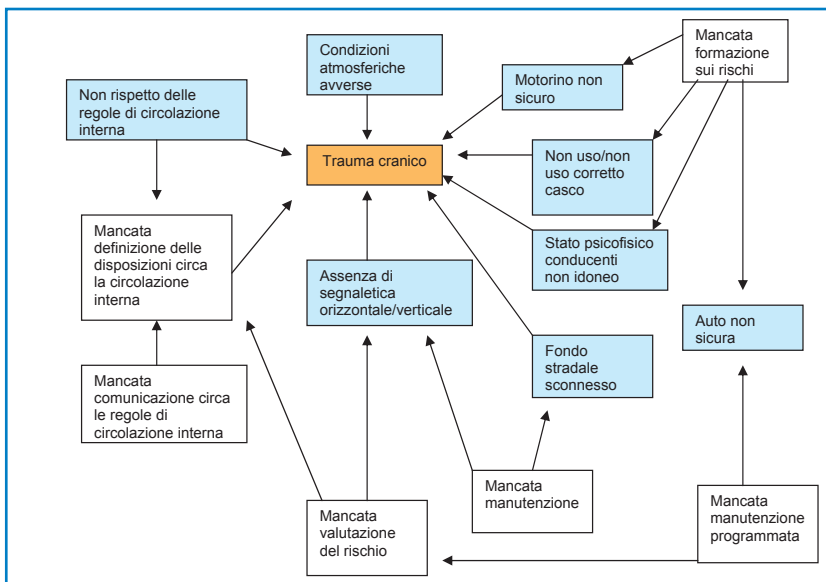 Condizioni
atmosferiche
avverse
Mancata
formazione
sui rischi
Motorino non
sicuro
Non rispetto delle
regole di circolazione
interna
Trauma cranico
Non uso/non
uso corretto
casco
Mancata
definizione delle
disposizioni circa
la circolazione
interna
Stato psicofisico
conducenti
non idoneo
Assenza di
segnaletica
orizzontale/verticale
Auto non
sicura
Fondo
stradale
sconnesso
Mancata
comunicazione circa
le regole di
circolazione interna
Mancata
manutenzione
Mancata
valutazione
del rischio
Mancata
manutenzione
programmata